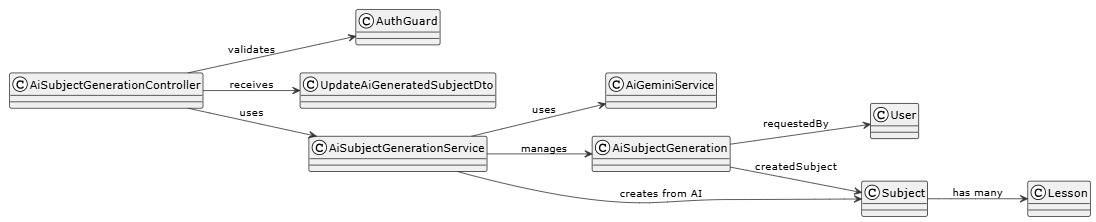 C AuthGuard
validates
C AiSubjectGenerationController
receives
C UpdateAiGeneratedSubjectDto
uses
C AiSubjectGenerationService
uses
C AiGeminiService
manages
C AiSubjectGeneration
requestedBy
C User
createdSubject
creates from AI
C Subject
has many
C Lesson